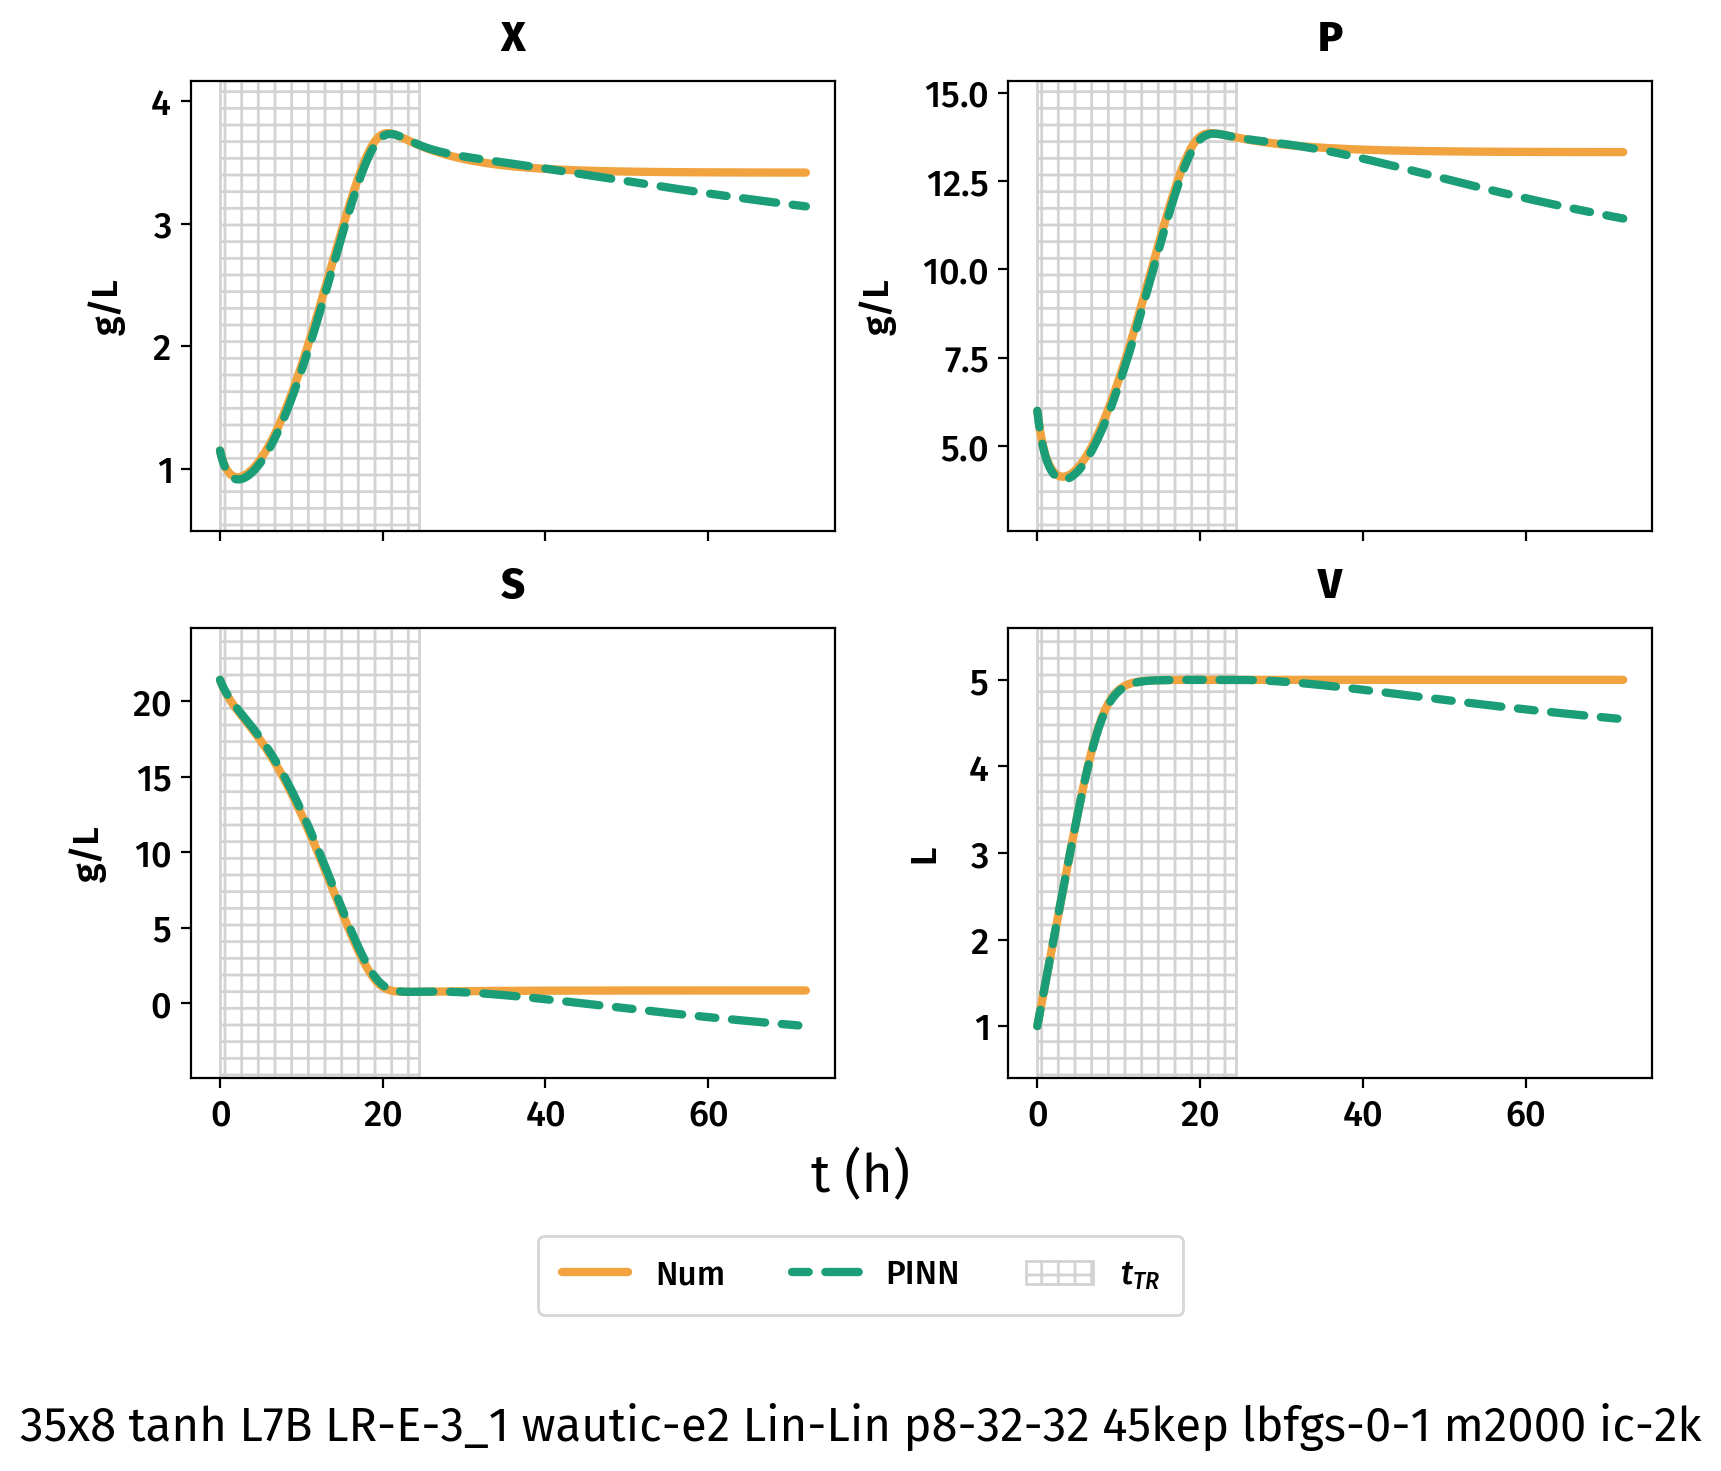 X
P
4
3
2
1
g/L
15.0
12.5
10.0
7.5
5.0
g/L
S
V
20
15
10
5
0
g/L
5
4
3
2
1
L
0 20 40 60
0 20 40 60
t (h)
Num PINN tTR
35x8 tanh L7B LR-E-3_1 wautic-e2 Lin-Lin p8-32-32 45kep lbfgs-0-1 m2000 ic-2k